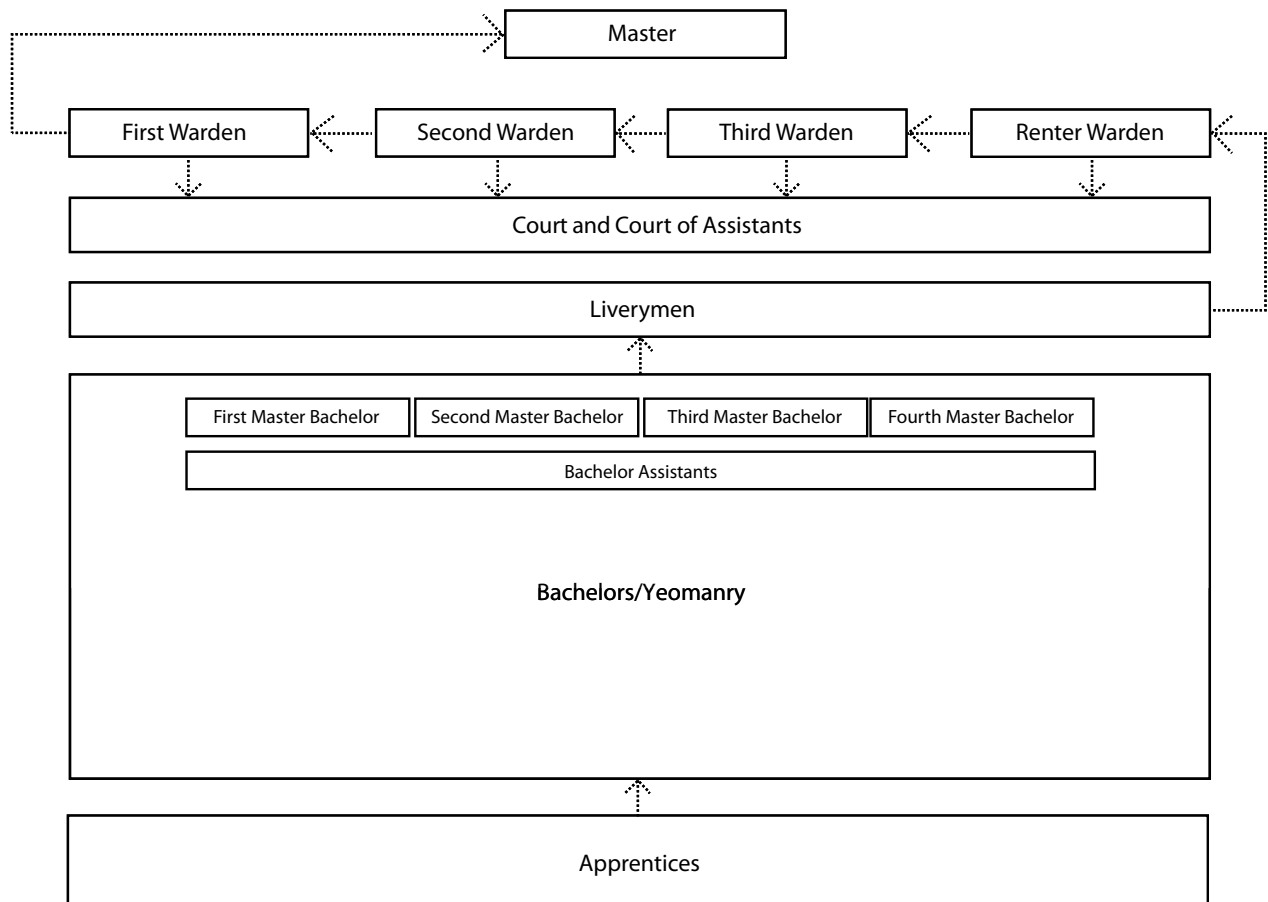 Master
First Warden
Second Warden
Third Warden
Renter Warden
Court and Court of Assistants
Liverymen
First Master Bachelor
Second Master Bachelor
Third Master Bachelor
Fourth Master Bachelor
Bachelor Assistants
Bachelors/Yeomanry
Apprentices